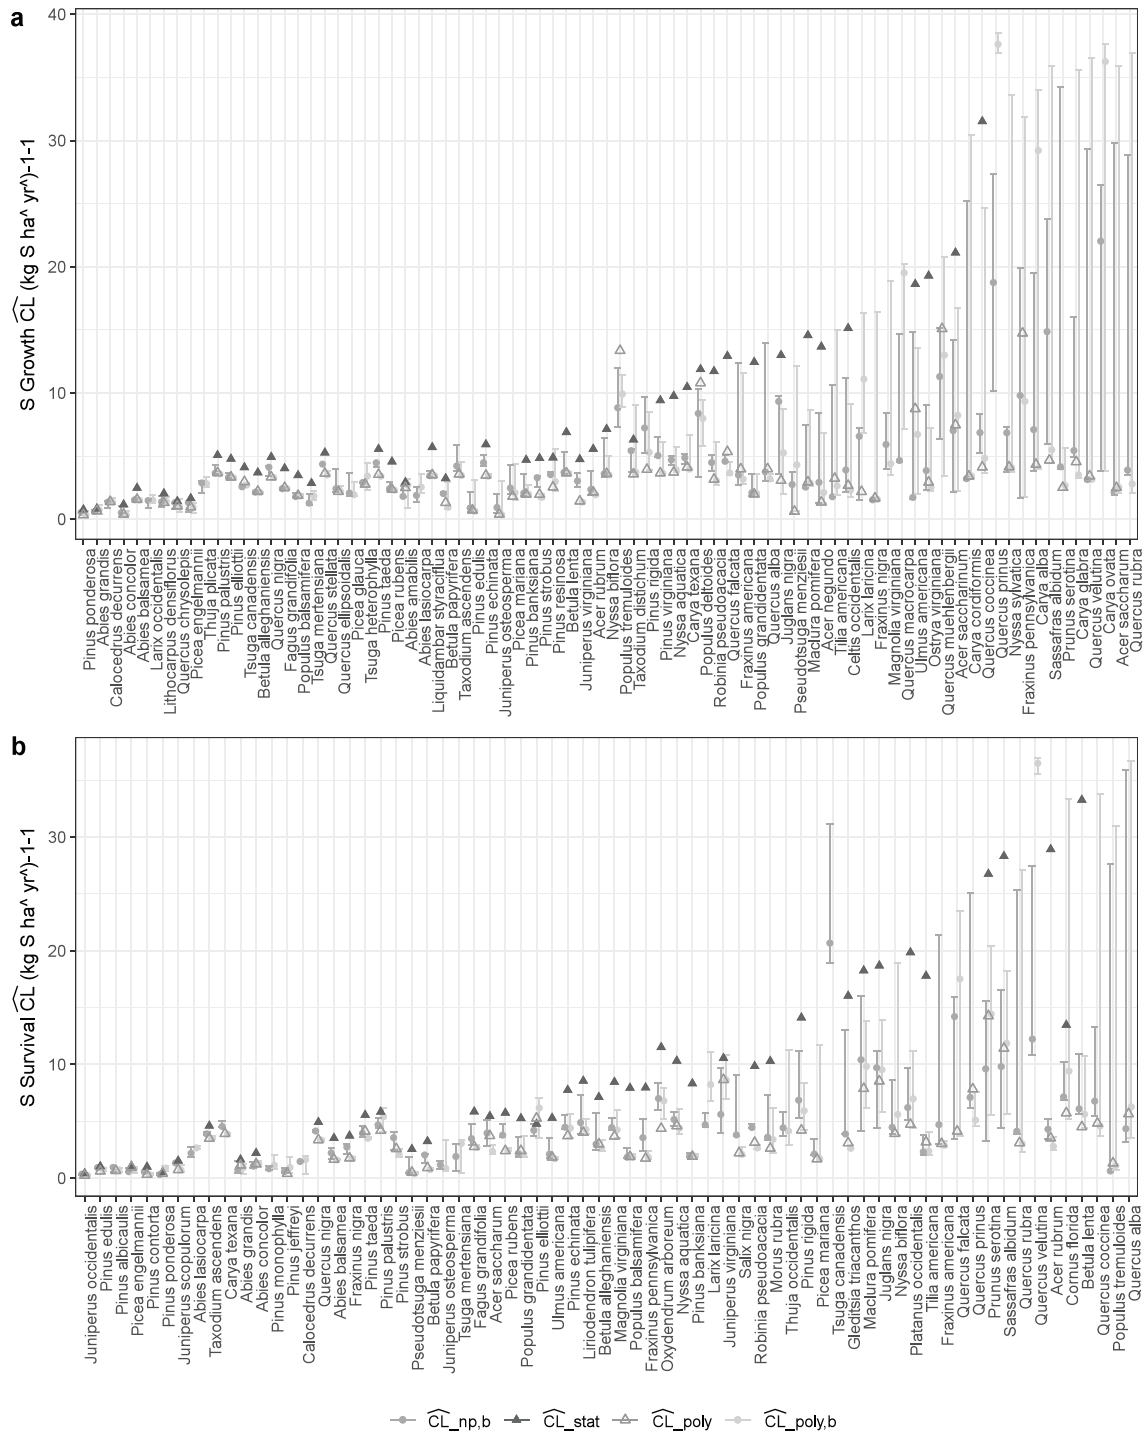 a
S Growth CL (kg S ha^ yr^)-1-1
40
30
20
10
0
Pinus ponderosa
Abies grandis
Calocedrus decurrens
Abies concolor
Abies balsamea
Larix occidentalis
Lithocarpus densiflorus
Quercus chrysolepis
Picea engelmannii
Thuja plicata
Pinus palustris
Pinus elliottii
Tsuga canadensis
Betula alleghaniensis
Quercus nigra
Fagus grandifolia
Populus balsamifera
Tsuga mertensiana
Quercus stellata
Quercus ellipsoidalis
Picea glauca
Tsuga heterophylla
Pinus taeda
Picea rubens
Abies amabilis
Abies lasiocarpa
Liquidambar styraciflua
Betula papyrifera
Taxodium ascendens
Pinus edulis
Pinus echinata
Juniperus osteosperma
Picea mariana
Pinus banksiana
Pinus strobus
Pinus resinosa
Betula lenta
Juniperus virginiana
Acer rubrum
Nyssa biflora
Populus tremuloides
Taxodium distichum
Pinus rigida
Pinus virginiana
Nyssa aquatica
Carya texana
Populus deltoides
Robinia pseudoacacia
Quercus falcata
Fraxinus americana
Populus grandidentata
Quercus alba
Juglans nigra
Pseudotsuga menziesii
Maclura pomifera
Acer negundo
Tilia americana
Celtis occidentalis
Larix laricina
Fraxinus nigra
Magnolia virginiana
Quercus macrocarpa
Ulmus americana
Ostrya virginiana
Quercus muehlenbergii
Acer saccharinum
Carya cordiformis
Quercus coccinea
Quercus prinus
Nyssa sylvatica
Fraxinus pennsylvanica
Carya alba
Sassafras albidum
Prunus serotina
Carya glabra
Quercus velutina
Carya ovata
Acer saccharum
Quercus rubra
b
S Survival CL (kg S ha^ yr^)-1-1
30
20
10
0
Juniperus occidentalis
Pinus edulis
Pinus albicaulis
Picea engelmannii
Pinus contorta
Pinus ponderosa
Juniperus scopulorum
Abies lasiocarpa
Taxodium ascendens
Carya texana
Abies grandis
Abies concolor
Pinus monophylla
Pinus jeffreyi
Calocedrus decurrens
Quercus nigra
Abies balsamea
Fraxinus nigra
Pinus taeda
Pinus palustris
Pinus strobus
Pseudotsuga menziesii
Betula papyrifera
Juniperus osteosperma
Tsuga mertensiana
Fagus grandifolia
Acer saccharum
Picea rubens
Populus grandidentata
Pinus elliottii
Ulmus americana
Pinus echinata
Liriodendron tulipifera
Betula alleghaniensis
Magnolia virginiana
Populus balsamifera
Fraxinus pennsylvanica
Oxydendrum arboreum
Nyssa aquatica
Pinus banksiana
Larix laricina
Juniperus virginiana
Salix nigra
Robinia pseudoacacia
Morus rubra
Thuja occidentalis
Pinus rigida
Picea mariana
Tsuga canadensis
Gleditsia triacanthos
Maclura pomifera
Juglans nigra
Nyssa biflora
Platanus occidentalis
Tilia americana
Fraxinus americana
Quercus falcata
Quercus prinus
Prunus serotina
Sassafras albidum
Quercus rubra
Quercus velutina
Acer rubrum
Cornus florida
Betula lenta
Quercus coccinea
Populus tremuloides
Quercus alba
CL_np,b CL_stat CL_poly CL_poly,b